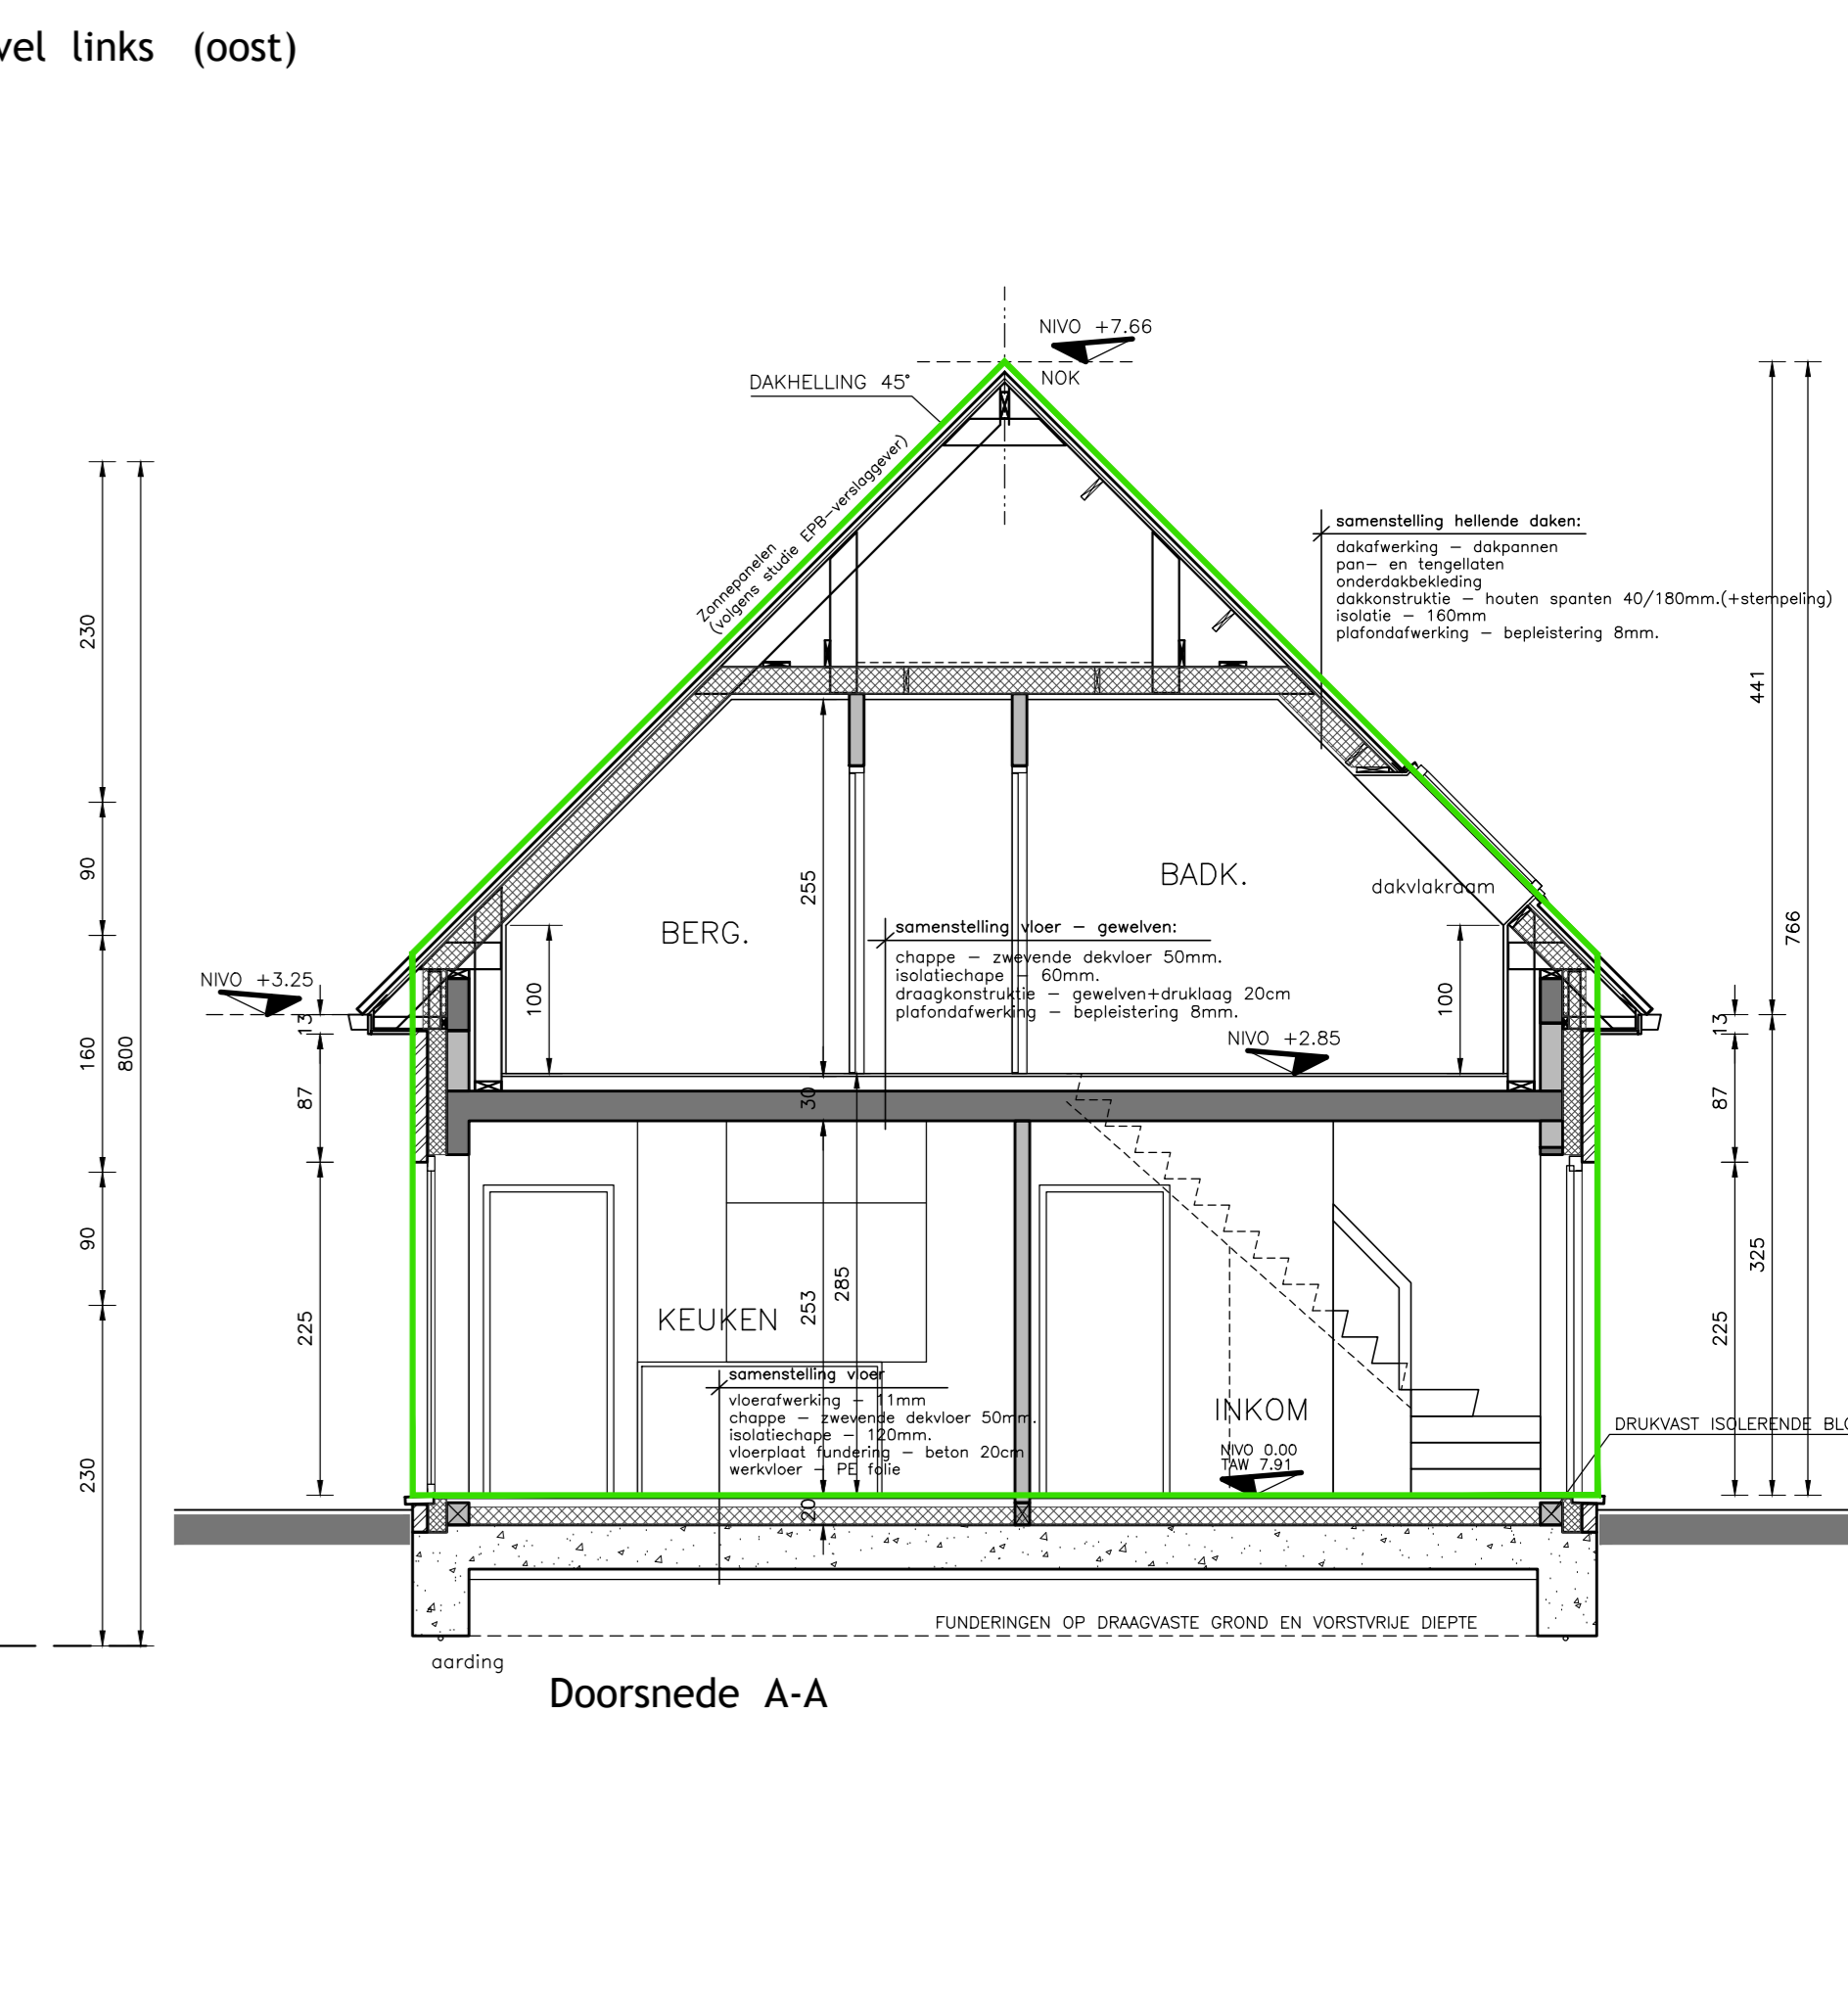 vel links (oost)
NIVO +7.66
NOK
DAKHELLING 45°
Zonnepanelen
(volgens studie EPB-verslaggever)
samenstelling hellende daken:
dakafwerking – dakpannen
pan– en tengellaten
onderdakbekleding
dakkonstruktie – houten spanten 40/180mm.(+stempeling)
isolatie – 160mm
plafondafwerking – bepleistering 8mm.
230
90
160
800
90
230
441
766
325
BADK.
dakvlakraam
BERG.
255
samenstelling vloer – gewelven:
chappe – zwevende dekvloer 50mm.
isolatiechape – 60mm.
draagkonstruktie – gewelven+druklaag 20cm
plafondafwerking – bepleistering 8mm.
NIVO +3.25
13
87
225
100
100
NIVO +2.85
13
87
225
30
285
253
KEUKEN
samenstelling vloer
vloerafwerking – 11mm
chappe – zwevende dekvloer 50mm.
isolatiechape – 120mm.
vloerplaat fundering – beton 20cm
werkvloer – PE folie
INKOM
NIVO 0.00
TAW 7.91
DRUKVAST ISOLERENDE BLO
20
FUNDERINGEN OP DRAAGVASTE GROND EN VORSTVRIJE DIEPTE
aarding
Doorsnede A-A